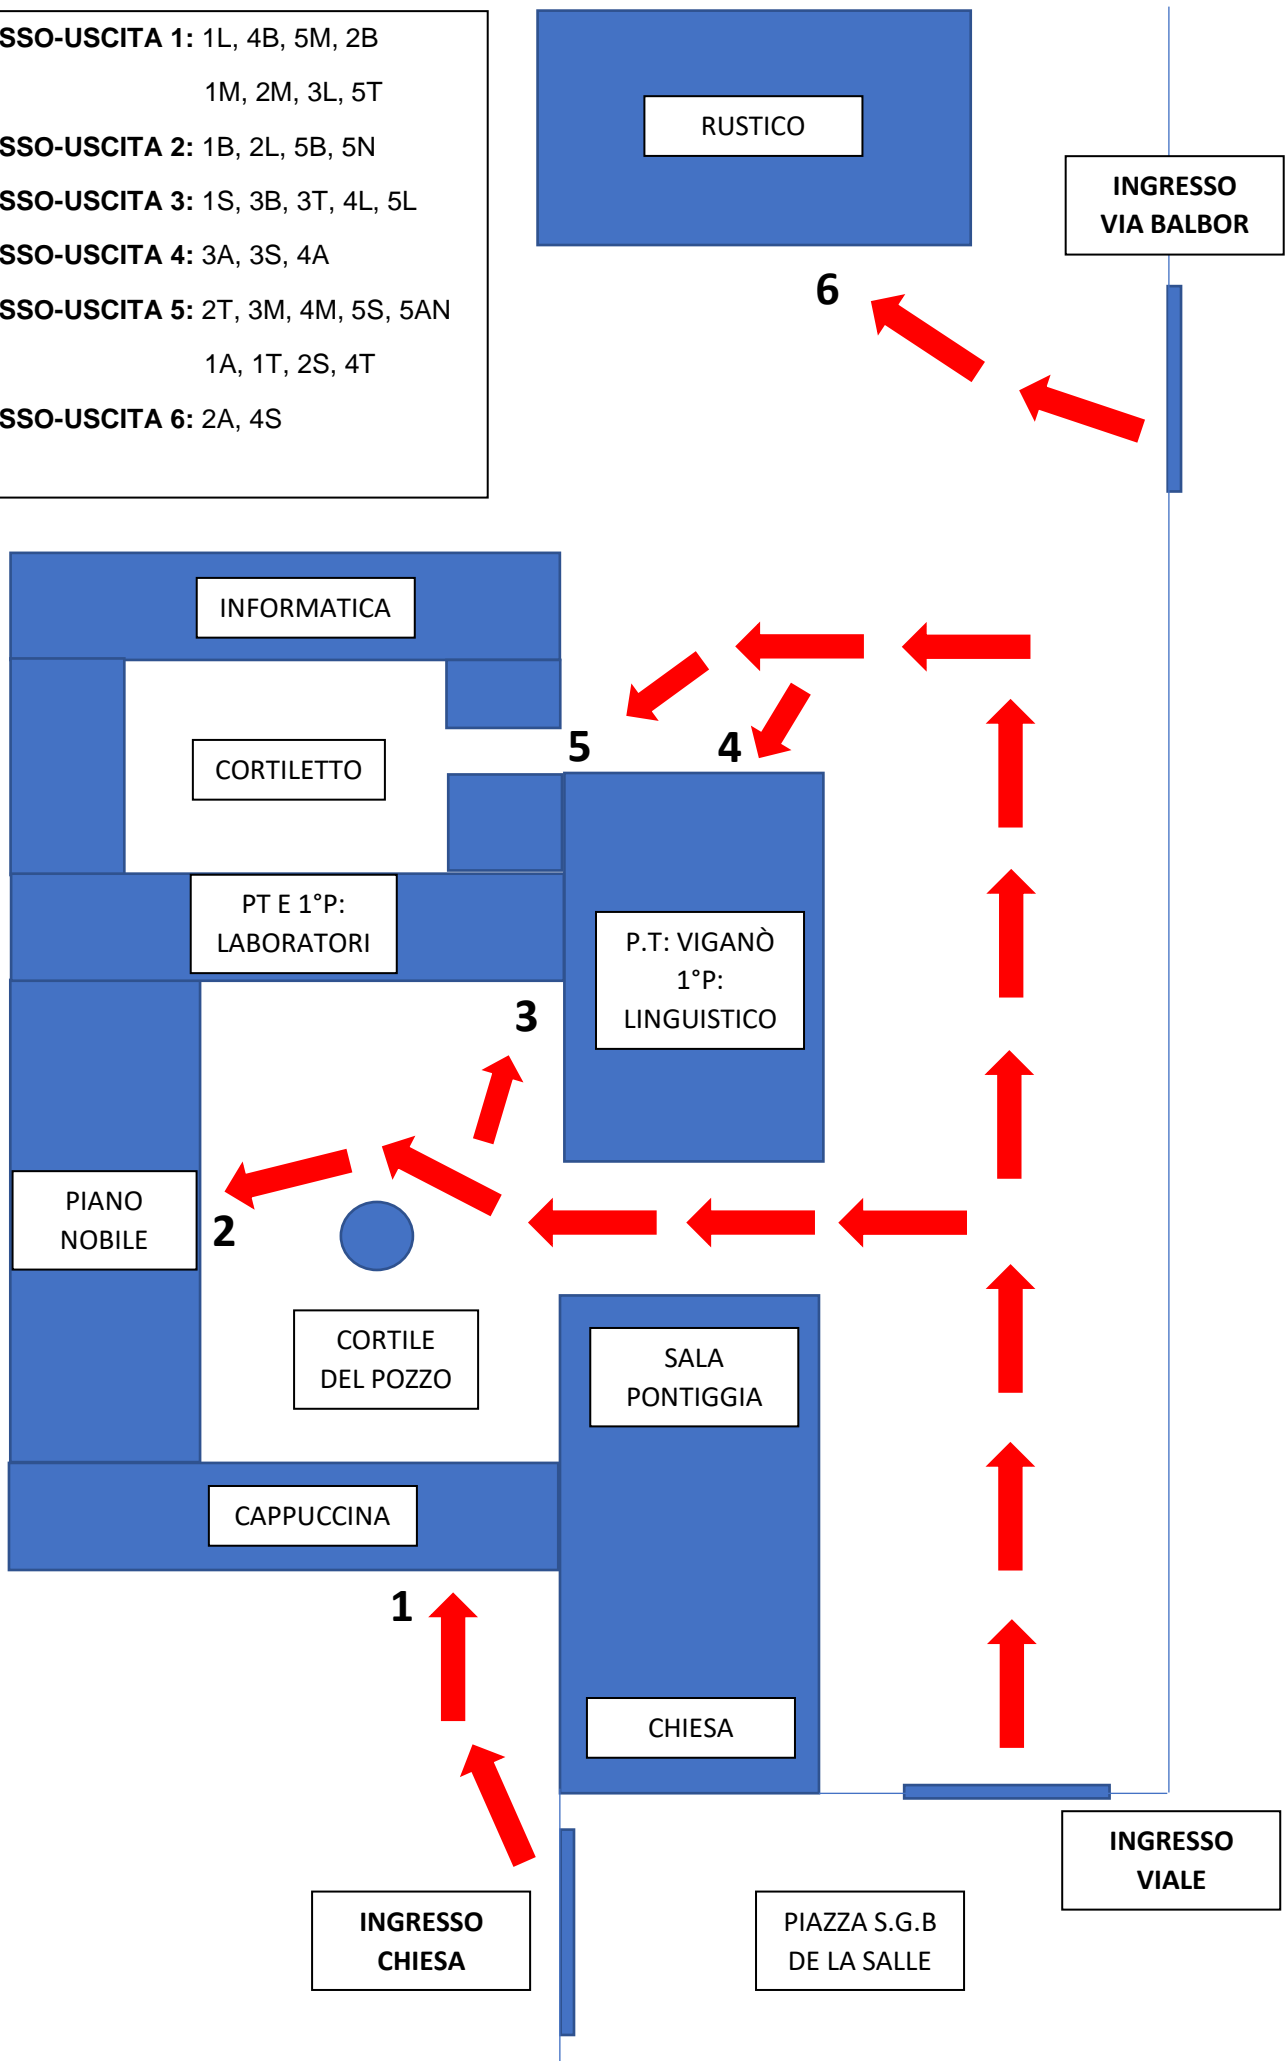 SSO-USCITA 1: 1L, 4B, 5M, 2B
1M, 2M, 3L, 5T
SSO-USCITA 2: 1B, 2L, 5B, 5N
SSO-USCITA 3: 1S, 3B, 3T, 4L, 5L
SSO-USCITA 4: 3A, 3S, 4A
SSO-USCITA 5: 2T, 3M, 4M, 5S, 5AN
1A, 1T, 2S, 4T
SSO-USCITA 6: 2A, 4S
RUSTICO
INGRESSO
VIA BALBOR
6
INFORMATICA
CORTILETTO
5
4
PT E 1°P:
LABORATORI
P.T: VIGANÒ
1°P:
LINGUISTICO
3
PIANO
NOBILE
2
CORTILE
DEL POZZO
SALA
PONTIGGIA
CAPPUCCINA
1
CHIESA
INGRESSO
VIALE
INGRESSO
CHIESA
PIAZZA S.G.B
DE LA SALLE